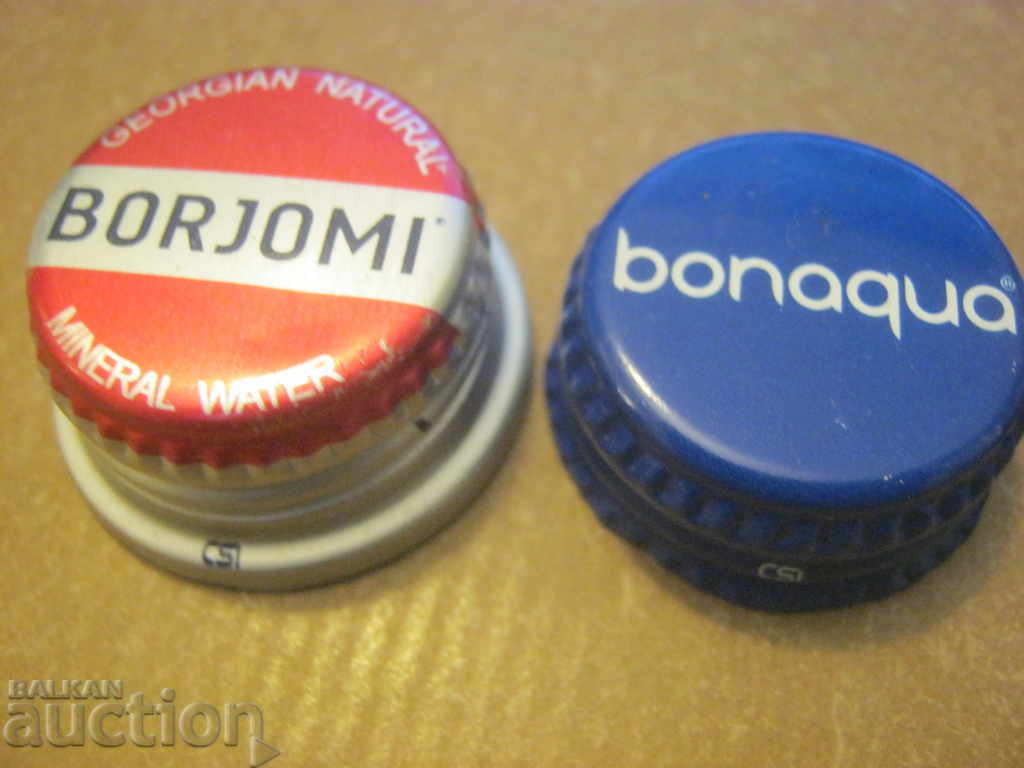 GEORGIAN NATURAL
BORJOMI
MINERAL WATER
CSI
bonaqua®
CSI
BALKAN
auction